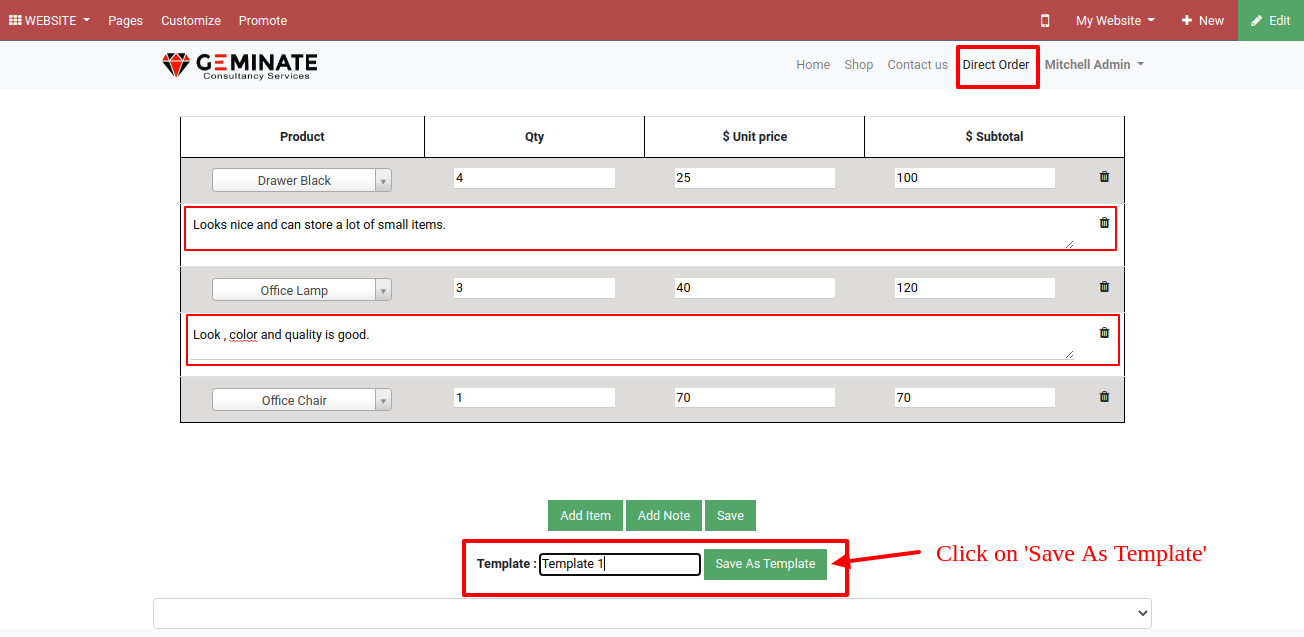 WEBSITE Pages Customize Promote My Website New Edit
GEMINATE
Consultancy Services
Home Shop Contact us Direct Order Mitchell Admin
Product Qty $ Unit price $ Subtotal
Drawer Black 4 25 100
Looks nice and can store a lot of small items.
Office Lamp 3 40 120
Look , color and quality is good.
Office Chair 1 70 70
Add Item Add Note Save
Template : Template 1 Save As Template
Click on 'Save As Template'